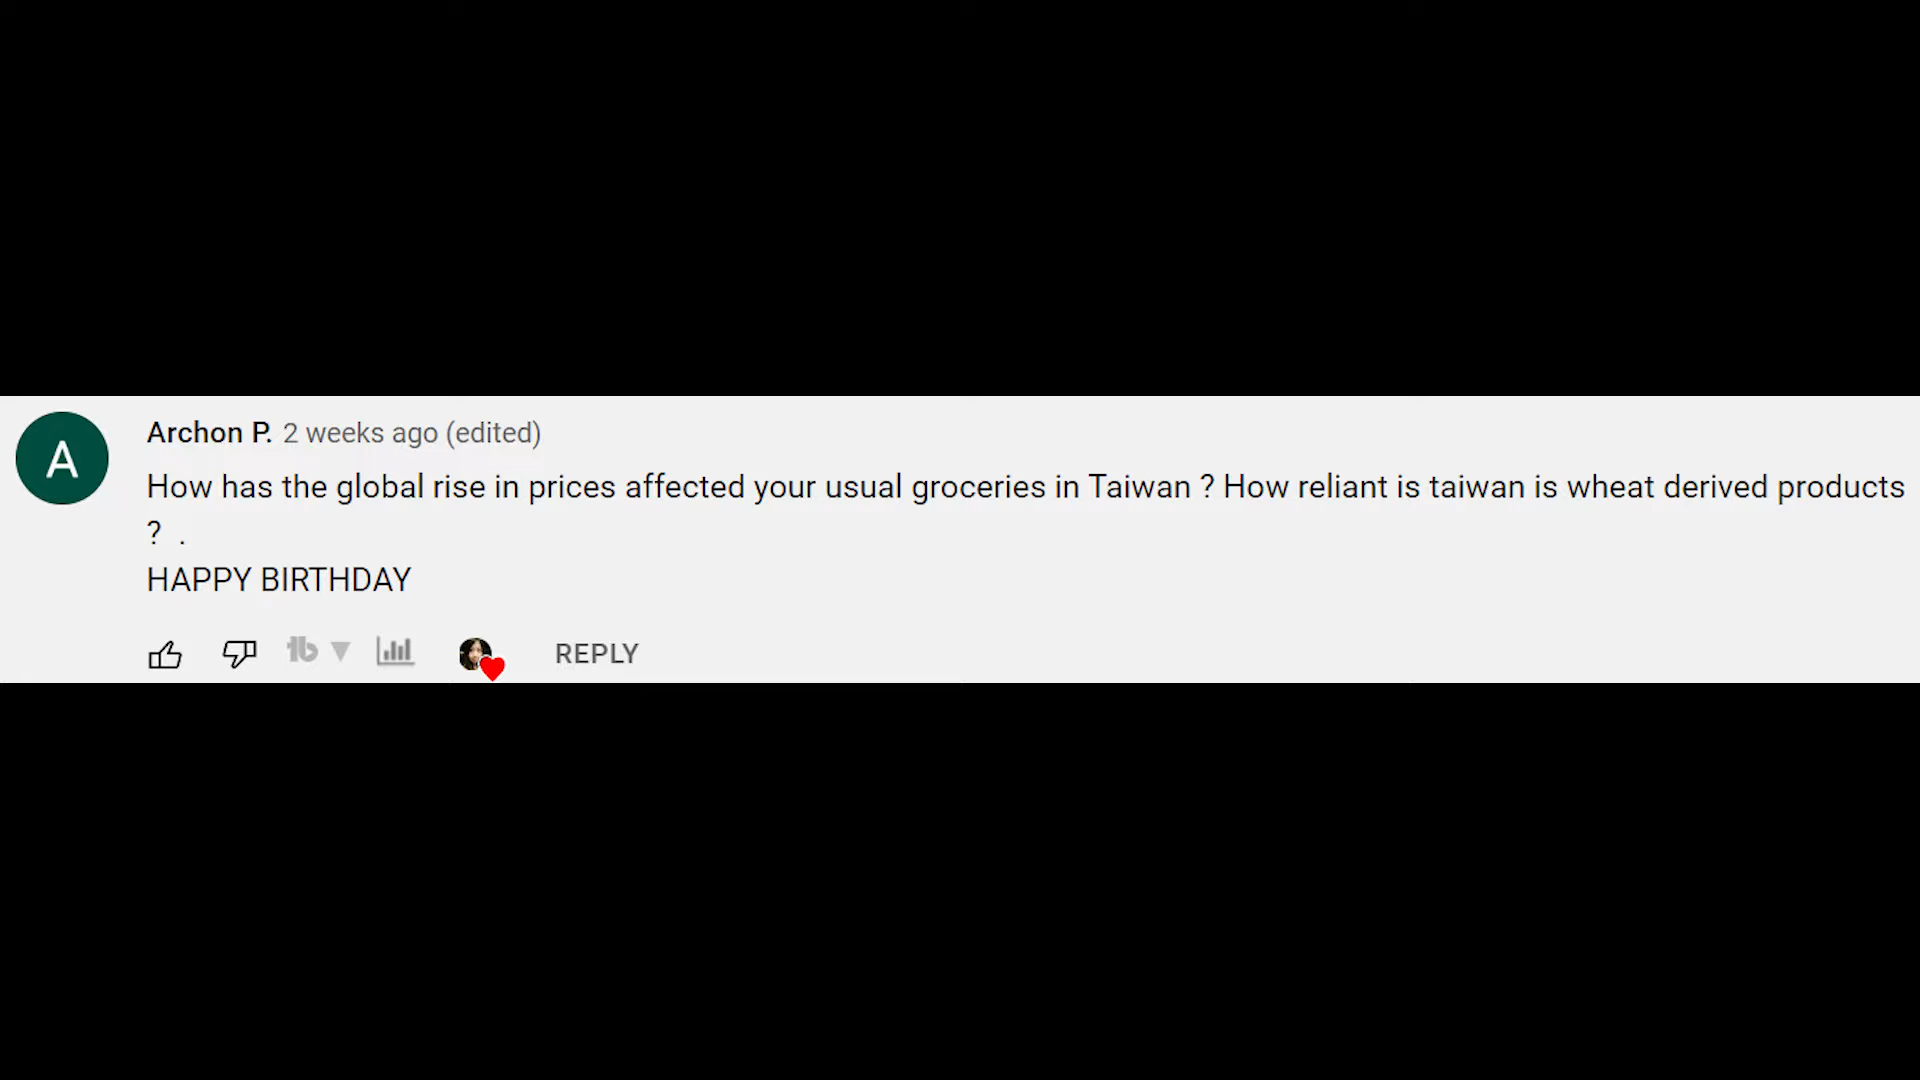 A
Archon P. 2 weeks ago (edited)
How has the global rise in prices affected your usual groceries in Taiwan ? How reliant is taiwan is wheat derived products
? .
HAPPY BIRTHDAY
tb
REPLY